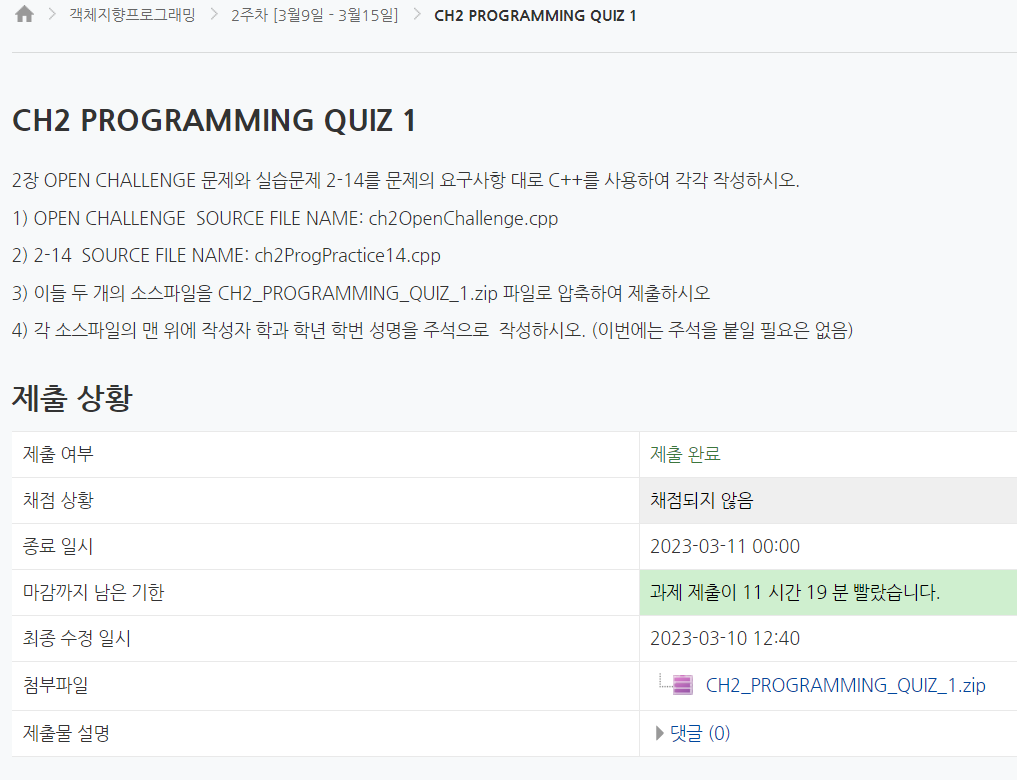 객체지향프로그래밍 2주차 [3월9일 - 3월15일] CH2 PROGRAMMING QUIZ 1
CH2 PROGRAMMING QUIZ 1
2장 OPEN CHALLENGE 문제와 실습문제 2-14를 문제의 요구사항 대로 C++를 사용하여 각각 작성하시오.
1) OPEN CHALLENGE  SOURCE FILE NAME: ch2OpenChallenge.cpp
2) 2-14  SOURCE FILE NAME: ch2ProgPractice14.cpp
3) 이들 두 개의 소스파일을 CH2_PROGRAMMING_QUIZ_1.zip 파일로 압축하여 제출하시오
4) 각 소스파일의 맨 위에 작성자 학과 학년 학번 성명을 주석으로  작성하시오. (이번에는 주석을 붙일 필요은 없음)
제출 상황
제출 여부 제출 완료
채점 상황 채점되지 않음
종료 일시 2023-03-11 00:00
마감까지 남은 기한 과제 제출이 11 시간 19 분 빨랐습니다.
최종 수정 일시 2023-03-10 12:40
첨부파일 CH2_PROGRAMMING_QUIZ_1.zip
제출물 설명 댓글 (0)